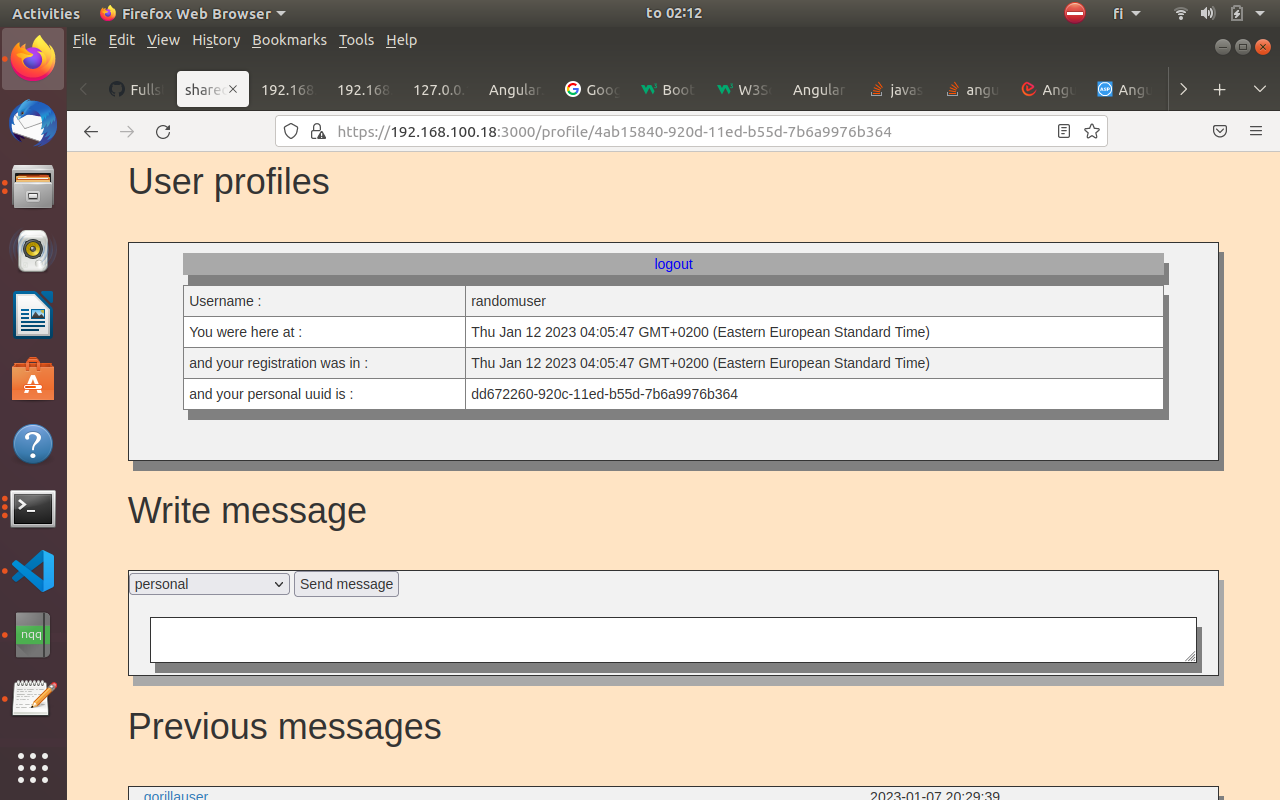 Activities Firefox Web Browser to 02:12 fi
File Edit View History Bookmarks Tools Help
Fulls share 192.168 192.168 127.0.0. Angular Goog Boot W3S Angular javas angu Angu Angu
https://192.168.100.18:3000/profile/4ab15840-920d-11ed-b55d-7b6a9976b364
User profiles
logout
Username : randomuser
You were here at : Thu Jan 12 2023 04:05:47 GMT+0200 (Eastern European Standard Time)
and your registration was in : Thu Jan 12 2023 04:05:47 GMT+0200 (Eastern European Standard Time)
and your personal uuid is : dd672260-920c-11ed-b55d-7b6a9976b364
Write message
personal Send message
nqq
Previous messages
gorillauser 2023-01-07 20:29:39